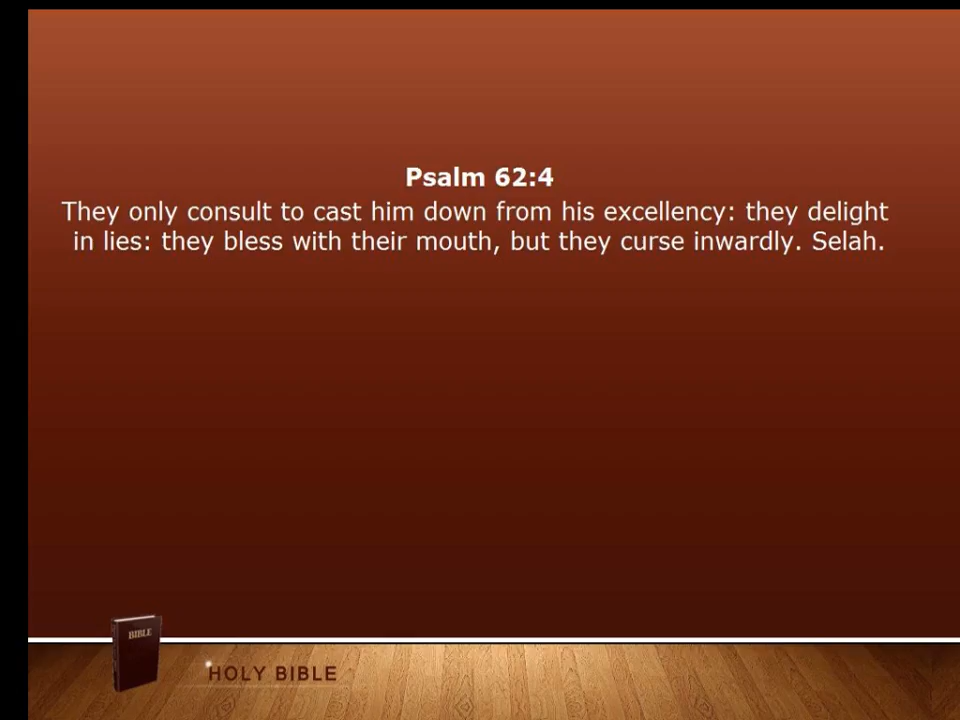 Psalm 62:4
They only consult to cast him down from his excellency: they delight
in lies: they bless with their mouth, but they curse inwardly. Selah.
BIBLE
HOLY BIBLE